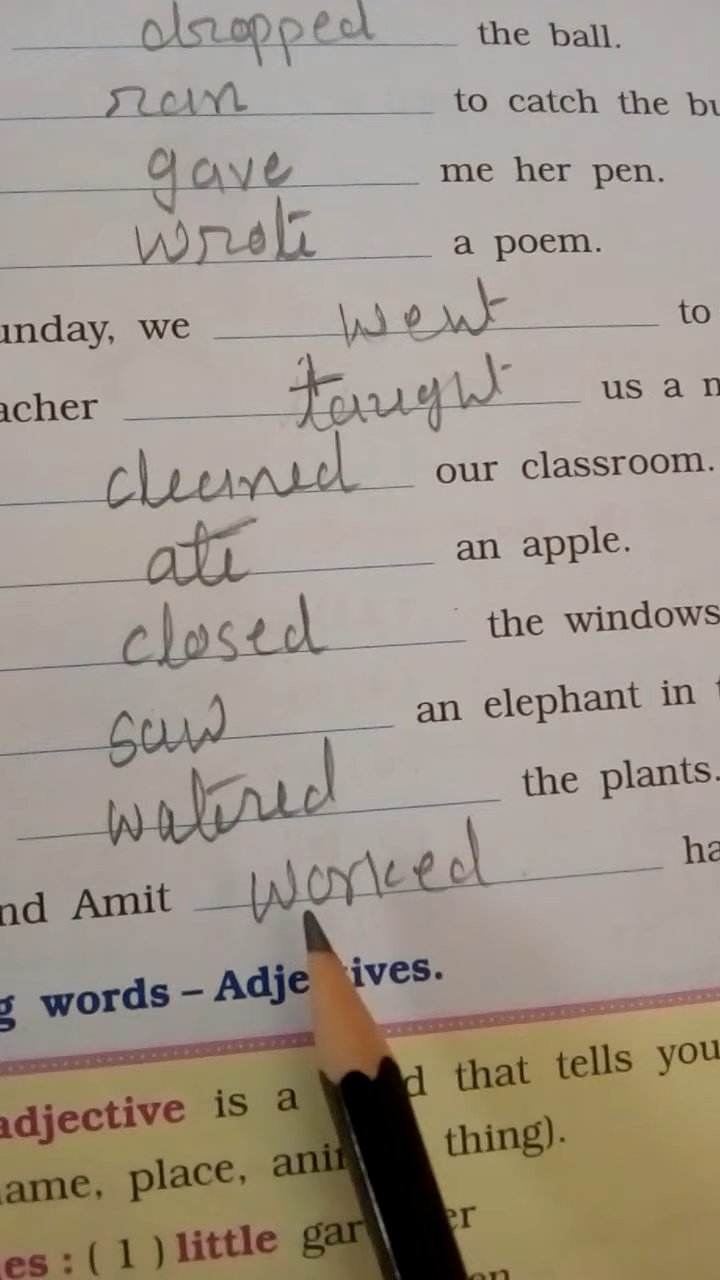 dropped the ball.
ran to catch the bu
gave me her pen.
wrote a poem.
unday, we went to
acher taught us a n
cleaned our classroom.
ate an apple.
closed the windows
saw an elephant in t
watered the plants.
nd Amit worked ha
g words – Adje ives.
adjective is a d that tells you
ame, place, ani thing).
es : ( 1 ) little gar er
en